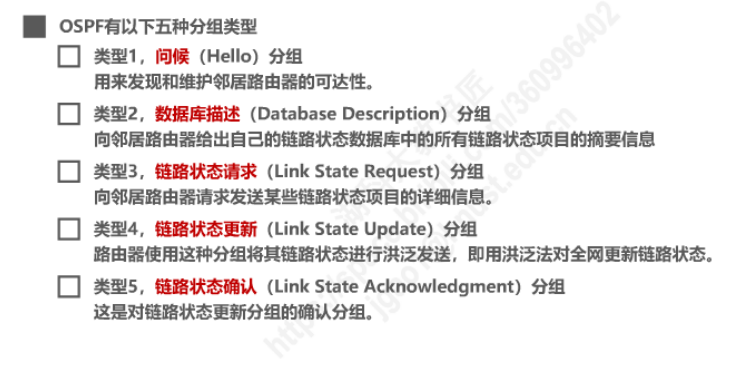 OSPF有以下五种分组类型
类型1，问候（Hello）分组
用来发现和维护邻居路由器的可达性。
类型2，数据库描述（Database Description）分组
向邻居路由器给出自己的链路状态数据库中的所有链路状态项目的摘要信息
类型3，链路状态请求（Link State Request）分组
向邻居路由器请求发送某些链路状态项目的详细信息。
类型4，链路状态更新（Link State Update）分组
路由器使用这种分组将其链路状态进行洪泛发送，即用洪泛法对全网更新链路状态。
类型5，链路状态确认（Link State Acknowledgment）分组
这是对链路状态更新分组的确认分组。